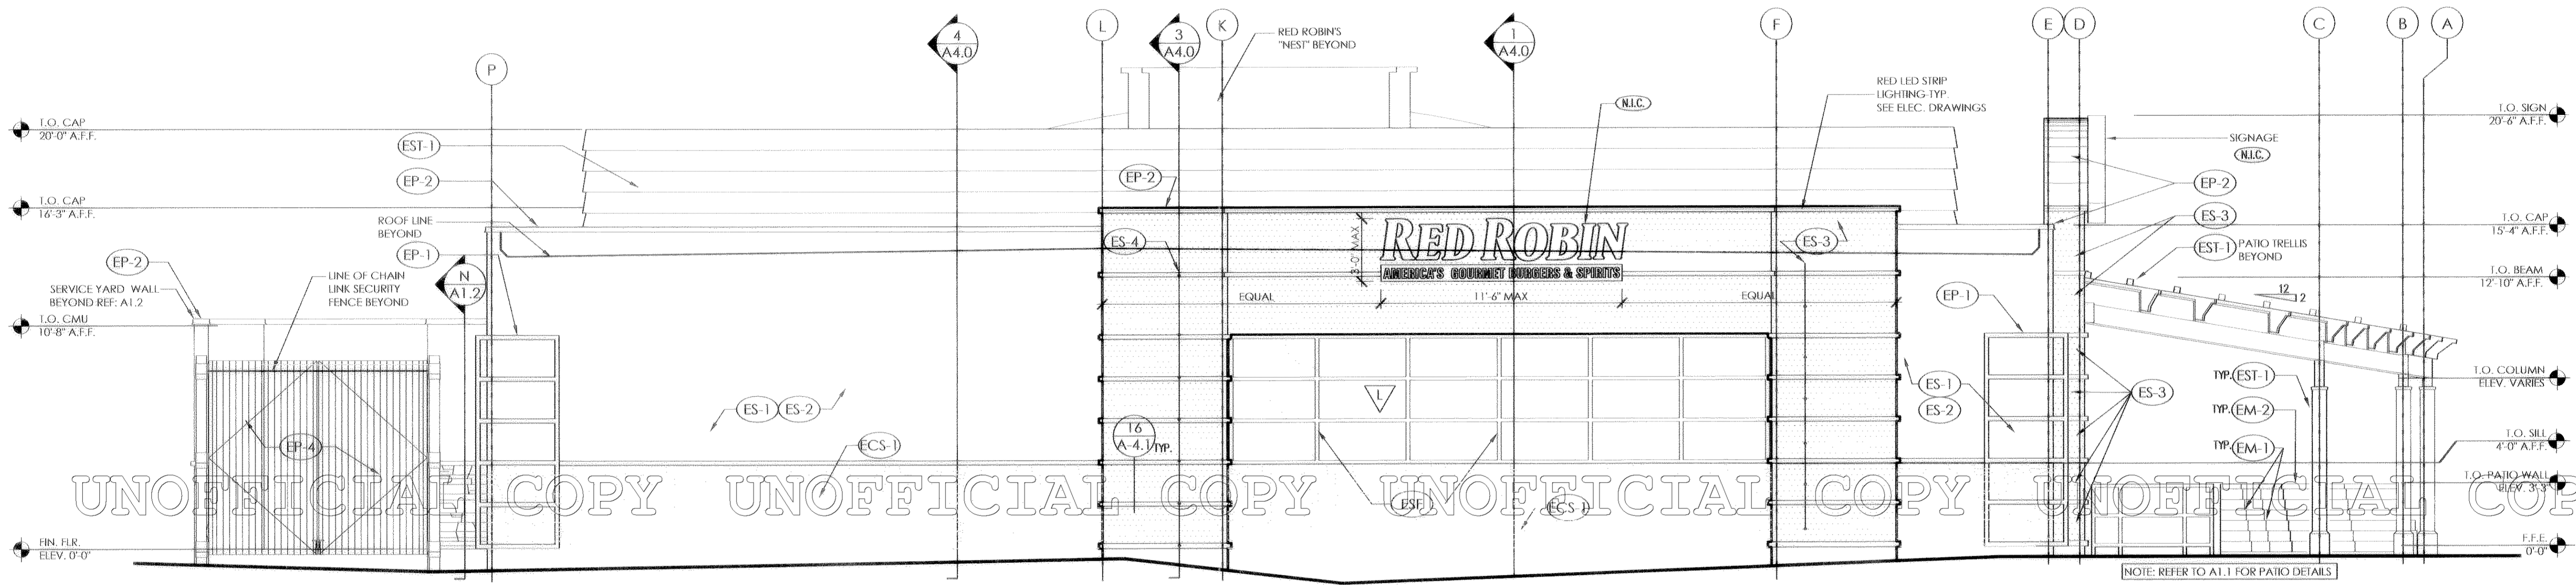 P
4
A4.0
L
3
A4.0
K
RED ROBIN'S
"NEST" BEYOND
1
A4.0
F
E
D
C
B
A
T.O. CAP
20'-0" A.F.F.
EST-1
EP-2
T.O. CAP
16'-3" A.F.F.
ROOF LINE
BEYOND
EP-1
EP-2
LINE OF CHAIN
LINK SECURITY
FENCE BEYOND
SERVICE YARD WALL
BEYOND REF: A1.2
T.O. CMU
10'-8" A.F.F.
N
A1.2
EP-4
ES-1
ES-2
ECS-1
FIN. FLR.
ELEV. 0'-0"
EP-2
ES-4
3'-0" MAX
RED ROBIN
AMERICA'S GOURMET BURGERS & SPIRITS
EQUAL
11'-6" MAX
EQUAL
N.I.C.
RED LED STRIP
LIGHTING-TYP.
SEE ELEC. DRAWINGS
ES-3
L
16
A-4.1
TYP.
ESF
ECS-1
EP-1
ES-1
ES-2
T.O. SIGN
20'-6" A.F.F.
SIGNAGE
N.I.C.
EP-2
ES-3
T.O. CAP
15'-4" A.F.F.
EST-1
PATIO TRELLIS
BEYOND
T.O. BEAM
12'-10" A.F.F.
12
2
T.O. COLUMN
ELEV. VARIES
TYP. EST-1
ES-3
TYP. EM-2
TYP. EM-1
T.O. SILL
4'-0" A.F.F.
T.O. PATIO WALL
ELEV. 3'-3"
F.F.E.
0'-0"
NOTE: REFER TO A1.1 FOR PATIO DETAILS
UNOFFICIAL COPY UNOFFICIAL COPY UNOFFICIAL COPY UNOFFICIAL COP